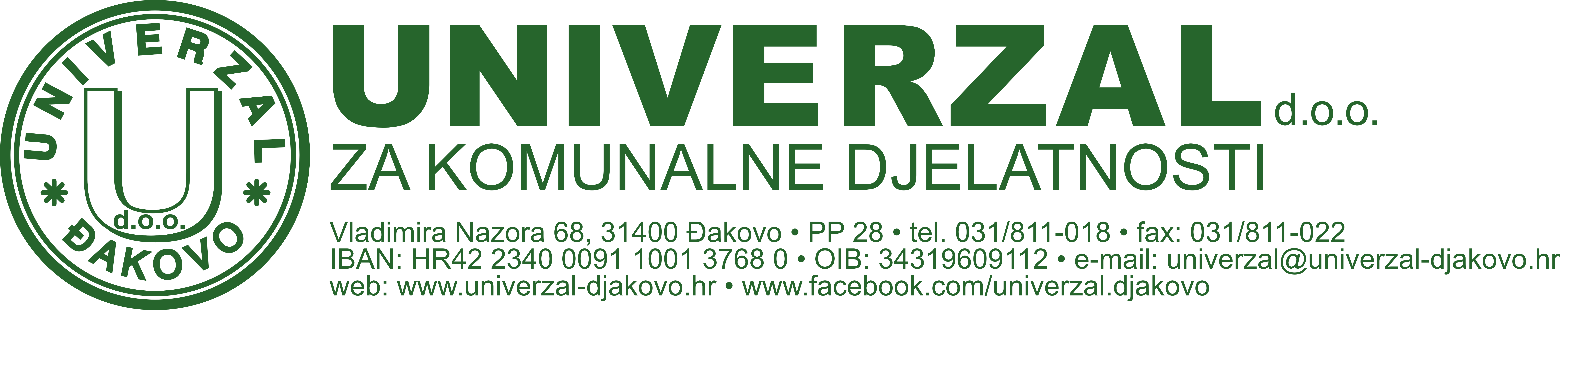 UNIVERZAL
d.o.o.
ĐAKOVO
UNIVERZAL d.o.o.
ZA KOMUNALNE DJELATNOSTI
Vladimira Nazora 68, 31400 Đakovo • PP 28 • tel. 031/811-018 • fax: 031/811-022
IBAN: HR42 2340 0091 1001 3768 0 • OIB: 34319609112 • e-mail: univerzal@univerzal-djakovo.hr
web: www.univerzal-djakovo.hr • www.facebook.com/univerzal.djakovo